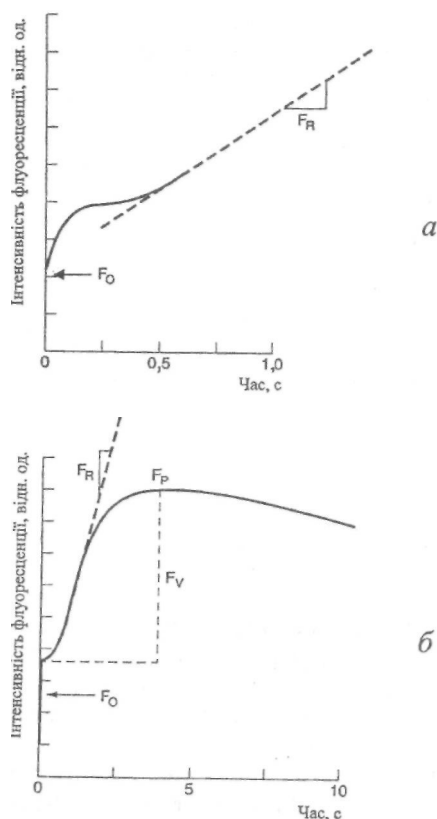 Інтенсивність флуоресценції, відн. од.
F_R
F_O
0
0,5
1,0
Час, с
а
Інтенсивність флуоресценції, відн. од.
F_R
F_P
F_V
F_O
0
5
10
Час, с
б